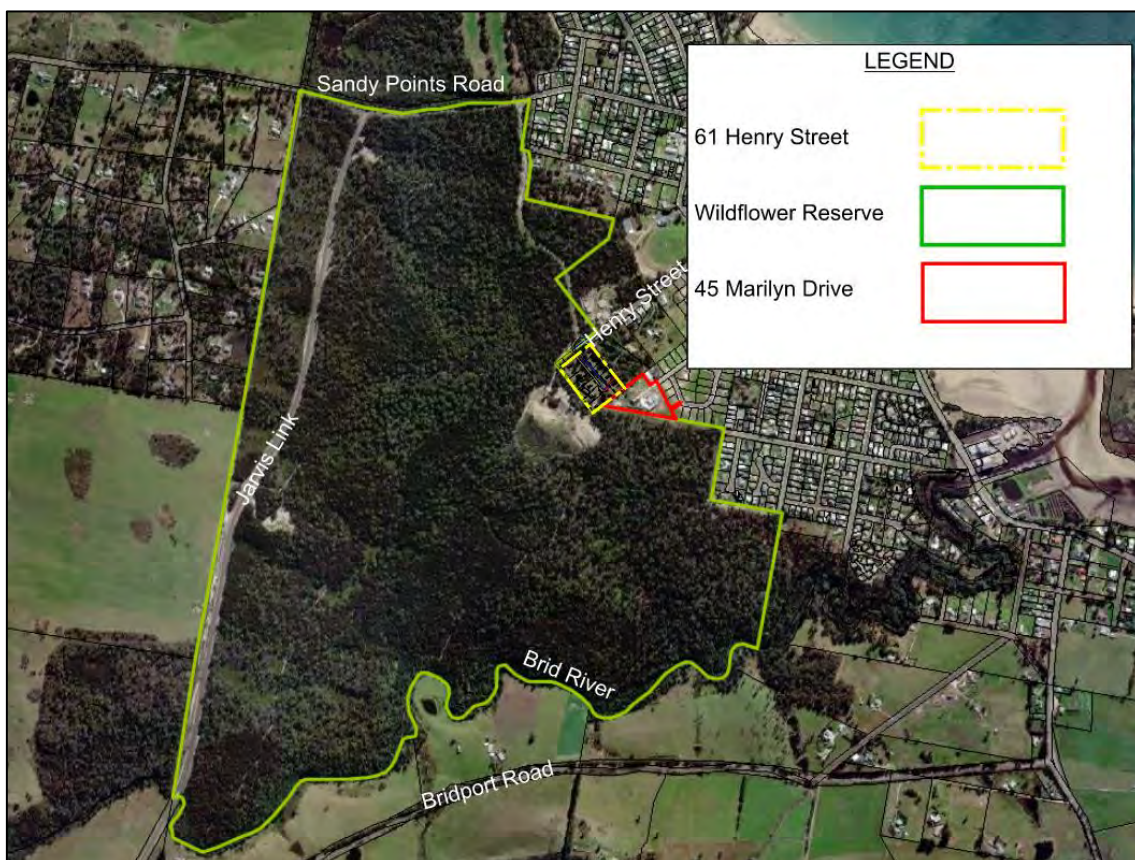 Sandy Points Road
LEGEND
61 Henry Street
Wildflower Reserve
45 Marilyn Drive
Henry Street
Jarvis Link
Brid River
Bridport Road